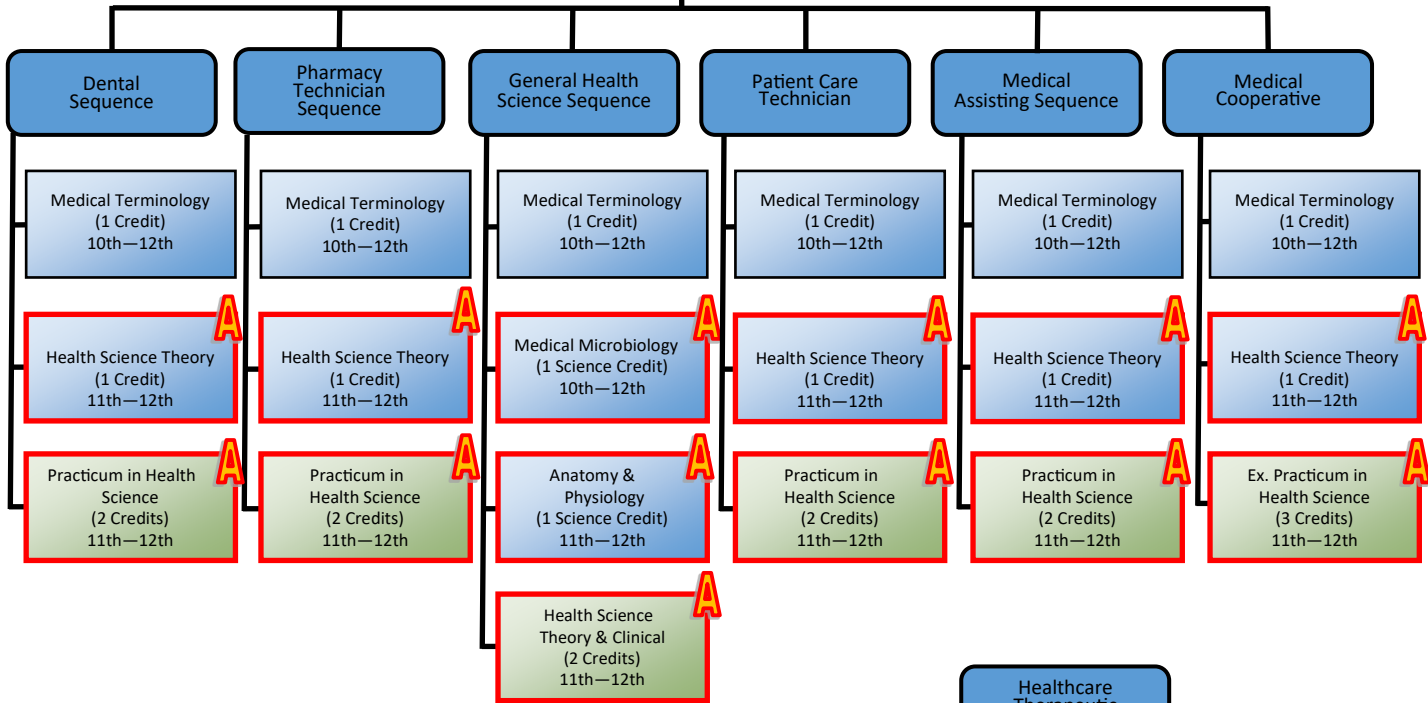 Dental
Sequence
Pharmacy
Technician
Sequence
General Health
Science Sequence
Patient Care
Technician
Medical
Assisting Sequence
Medical
Cooperative
Medical Terminology
(1 Credit)
10th—12th
Medical Terminology
(1 Credit)
10th—12th
Medical Terminology
(1 Credit)
10th—12th
Medical Terminology
(1 Credit)
10th—12th
Medical Terminology
(1 Credit)
10th—12th
Medical Terminology
(1 Credit)
10th—12th
A
Health Science Theory
(1 Credit)
11th—12th
A
Health Science Theory
(1 Credit)
11th—12th
A
Medical Microbiology
(1 Science Credit)
10th—12th
A
Health Science Theory
(1 Credit)
11th—12th
A
Health Science Theory
(1 Credit)
11th—12th
A
Health Science Theory
(1 Credit)
11th—12th
A
Practicum in Health
Science
(2 Credits)
11th—12th
A
Practicum in
Health Science
(2 Credits)
11th—12th
A
Anatomy &
Physiology
(1 Science Credit)
11th—12th
A
Practicum in
Health Science
(2 Credits)
11th—12th
A
Practicum in
Health Science
(2 Credits)
11th—12th
A
Ex. Practicum in
Health Science
(3 Credits)
11th—12th
A
Health Science
Theory & Clinical
(2 Credits)
11th—12th
Healthcare
Therapeutic